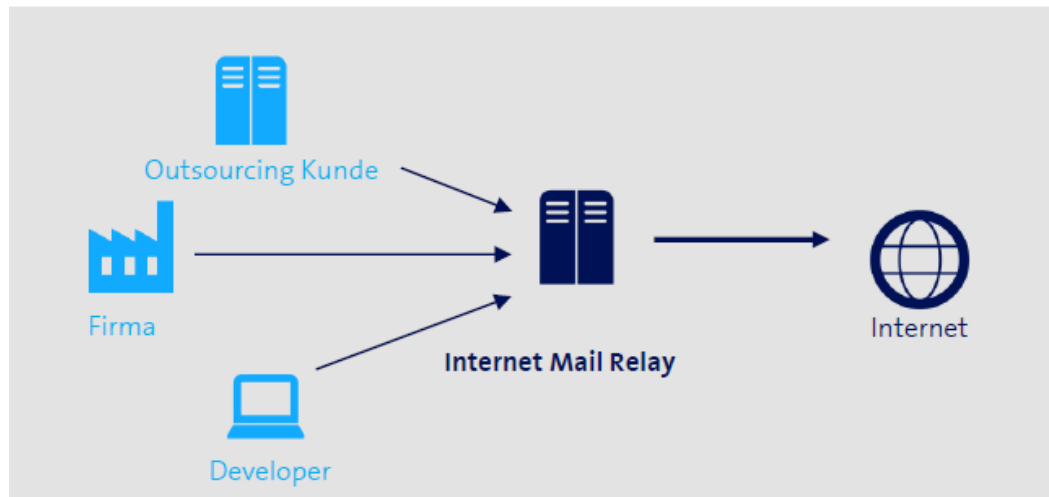 Outsourcing Kunde
Firma
Internet Mail Relay
Internet
Developer